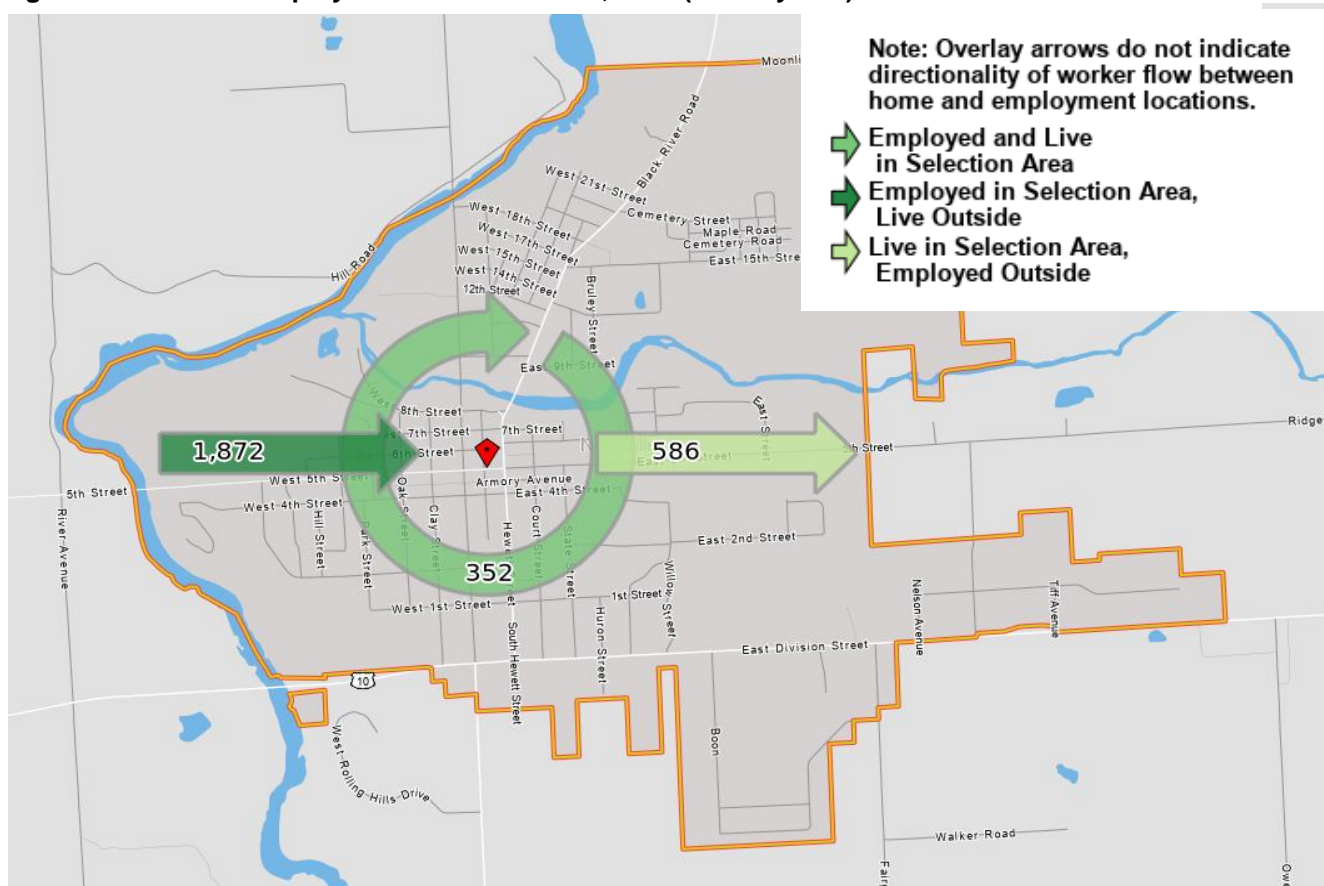 Note: Overlay arrows do not indicate
directionality of worker flow between
home and employment locations.
Employed and Live
in Selection Area
Employed in Selection Area,
Live Outside
Live in Selection Area,
Employed Outside
Black River Road
West 21st Street
Cemetery Street
West 18th Street
Maple Road
West 17th Street
Cemetery Road
West 15th Street
West 14th Street
12th Street
Hill Road
Bruley Street
East 9th Street
8th Street
7th Street
7th Street
6th Street
East Street
1,872
586
5th Street
West 5th Street
Armory Avenue
East 4th Street
5th Street
West 4th Street
River Avenue
Hill Street
Park Street
Oak Street
Clay Street
Court Street
State Street
East 2nd Street
Willow Street
352
West 1st Street
1st Street
Huron Street
South Hewett Street
East Division Street
Nelson Avenue
Tiff Avenue
10
West Rolling Hills Drive
Boon
Walker Road